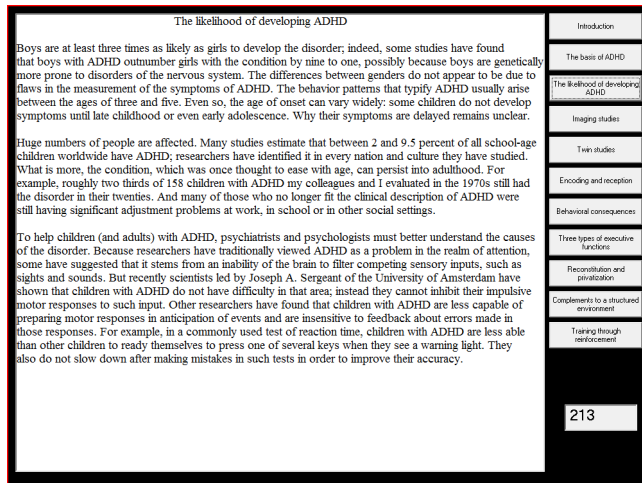 The likelihood of developing ADHD
Boys are at least three times as likely as girls to develop the disorder; indeed, some studies have found
that boys with ADHD outnumber girls with the condition by nine to one, possibly because boys are genetically
more prone to disorders of the nervous system. The differences between genders do not appear to be due to
flaws in the measurement of the symptoms of ADHD. The behavior patterns that typify ADHD usually arise
between the ages of three and five. Even so, the age of onset can vary widely: some children do not develop
symptoms until late childhood or even early adolescence. Why their symptoms are delayed remains unclear.
Huge numbers of people are affected. Many studies estimate that between 2 and 9.5 percent of all school-age
children worldwide have ADHD; researchers have identified it in every nation and culture they have studied.
What is more, the condition, which was once thought to ease with age, can persist into adulthood. For
example, roughly two thirds of 158 children with ADHD my colleagues and I evaluated in the 1970s still had
the disorder in their twenties. And many of those who no longer fit the clinical description of ADHD were
still having significant adjustment problems at work, in school or in other social settings.
To help children (and adults) with ADHD, psychiatrists and psychologists must better understand the causes
of the disorder. Because researchers have traditionally viewed ADHD as a problem in the realm of attention,
some have suggested that it stems from an inability of the brain to filter competing sensory inputs, such as
sights and sounds. But recently scientists led by Joseph A. Sergeant of the University of Amsterdam have
shown that children with ADHD do not have difficulty in that area; instead they cannot inhibit their impulsive
motor responses to such input. Other researchers have found that children with ADHD are less capable of
preparing motor responses in anticipation of events and are insensitive to feedback about errors made in
those responses. For example, in a commonly used test of reaction time, children with ADHD are less able
than other children to ready themselves to press one of several keys when they see a warning light. They
also do not slow down after making mistakes in such tests in order to improve their accuracy.
Introduction
The basis of ADHD
The likelihood of developing
ADHD
Imaging studies
Twin studies
Encoding and reception
Behavioral consequences
Three types of executive
functions
Reconstitution and
privatization
Complements to a structured
environment
Training through
reinforcement
213